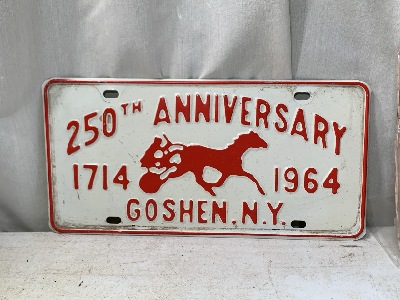 250TH ANNIVERSARY
1714 1964
GOSHEN, N.Y.